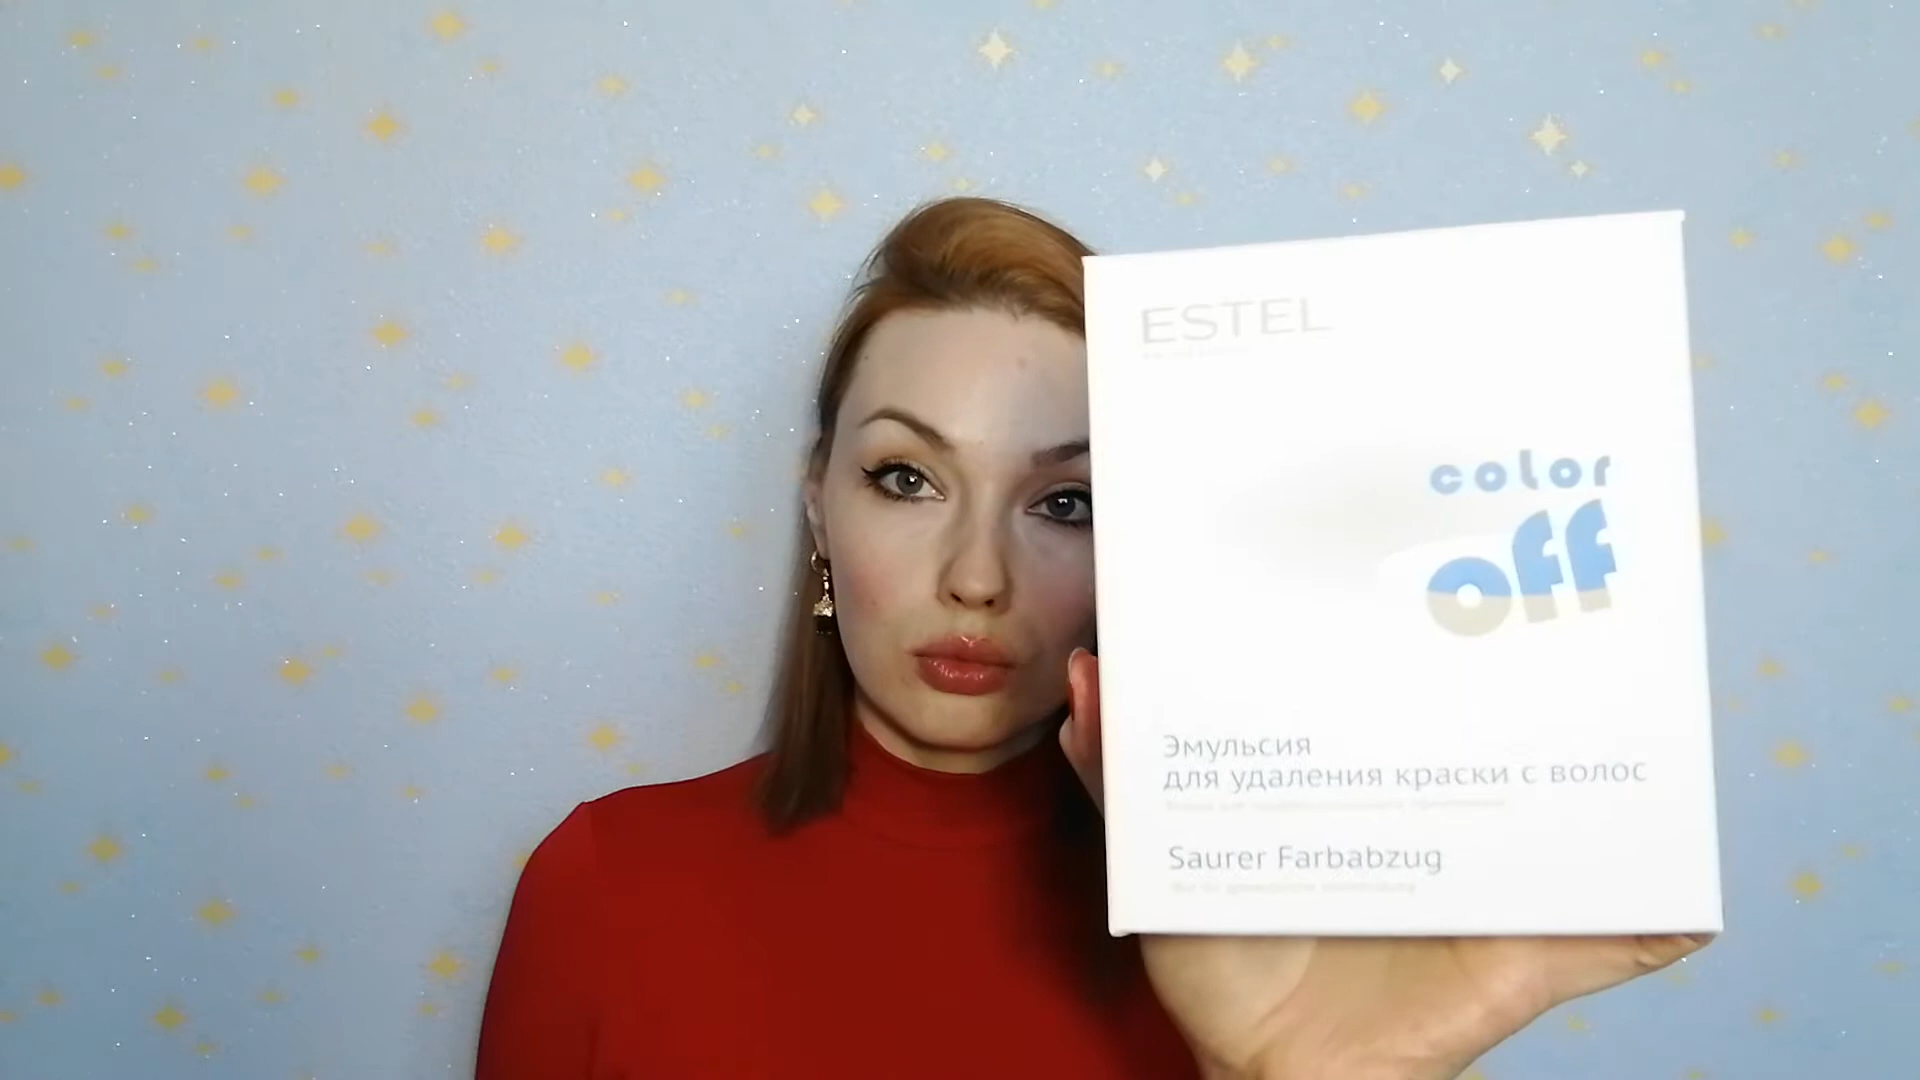 ESTEL
color
off
Эмульсия
для удаления краски с волос
Saurer Farbabzug